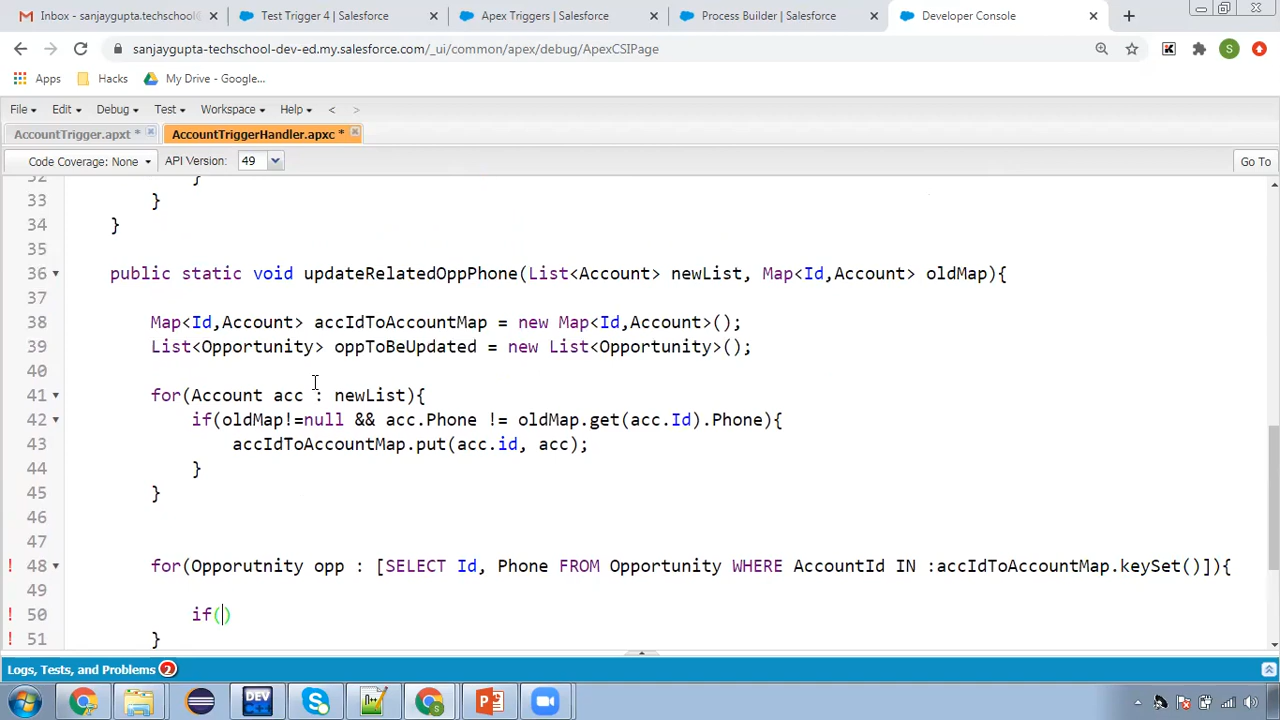 Inbox - sanjaygupta.techschool@
Test Trigger 4 | Salesforce
Apex Triggers | Salesforce
Process Builder | Salesforce
Developer Console
sanjaygupta-techschool-dev-ed.my.salesforce.com/_ui/common/apex/debug/ApexCSIPage
S
Apps
Hacks
My Drive - Google...
File
Edit
Debug
Test
Workspace
Help
<
>
AccountTrigger.apxt *
AccountTriggerHandler.apxc *
Code Coverage: None
API Version:
49
Go To
32 }
33 }
34 }
35
36 public static void updateRelatedOppPhone(List<Account> newList, Map<Id,Account> oldMap){
37
38 Map<Id,Account> accIdToAccountMap = new Map<Id,Account>();
39 List<Opportunity> oppToBeUpdated = new List<Opportunity>();
40
41 for(Account acc : newList){
42 if(oldMap!=null && acc.Phone != oldMap.get(acc.Id).Phone){
43 accIdToAccountMap.put(acc.id, acc);
44 }
45 }
46
47
! 48 for(Opporutnity opp : [SELECT Id, Phone FROM Opportunity WHERE AccountId IN :accIdToAccountMap.keySet()]){
49
! 50 if()
! 51 }
Logs, Tests, and Problems 2